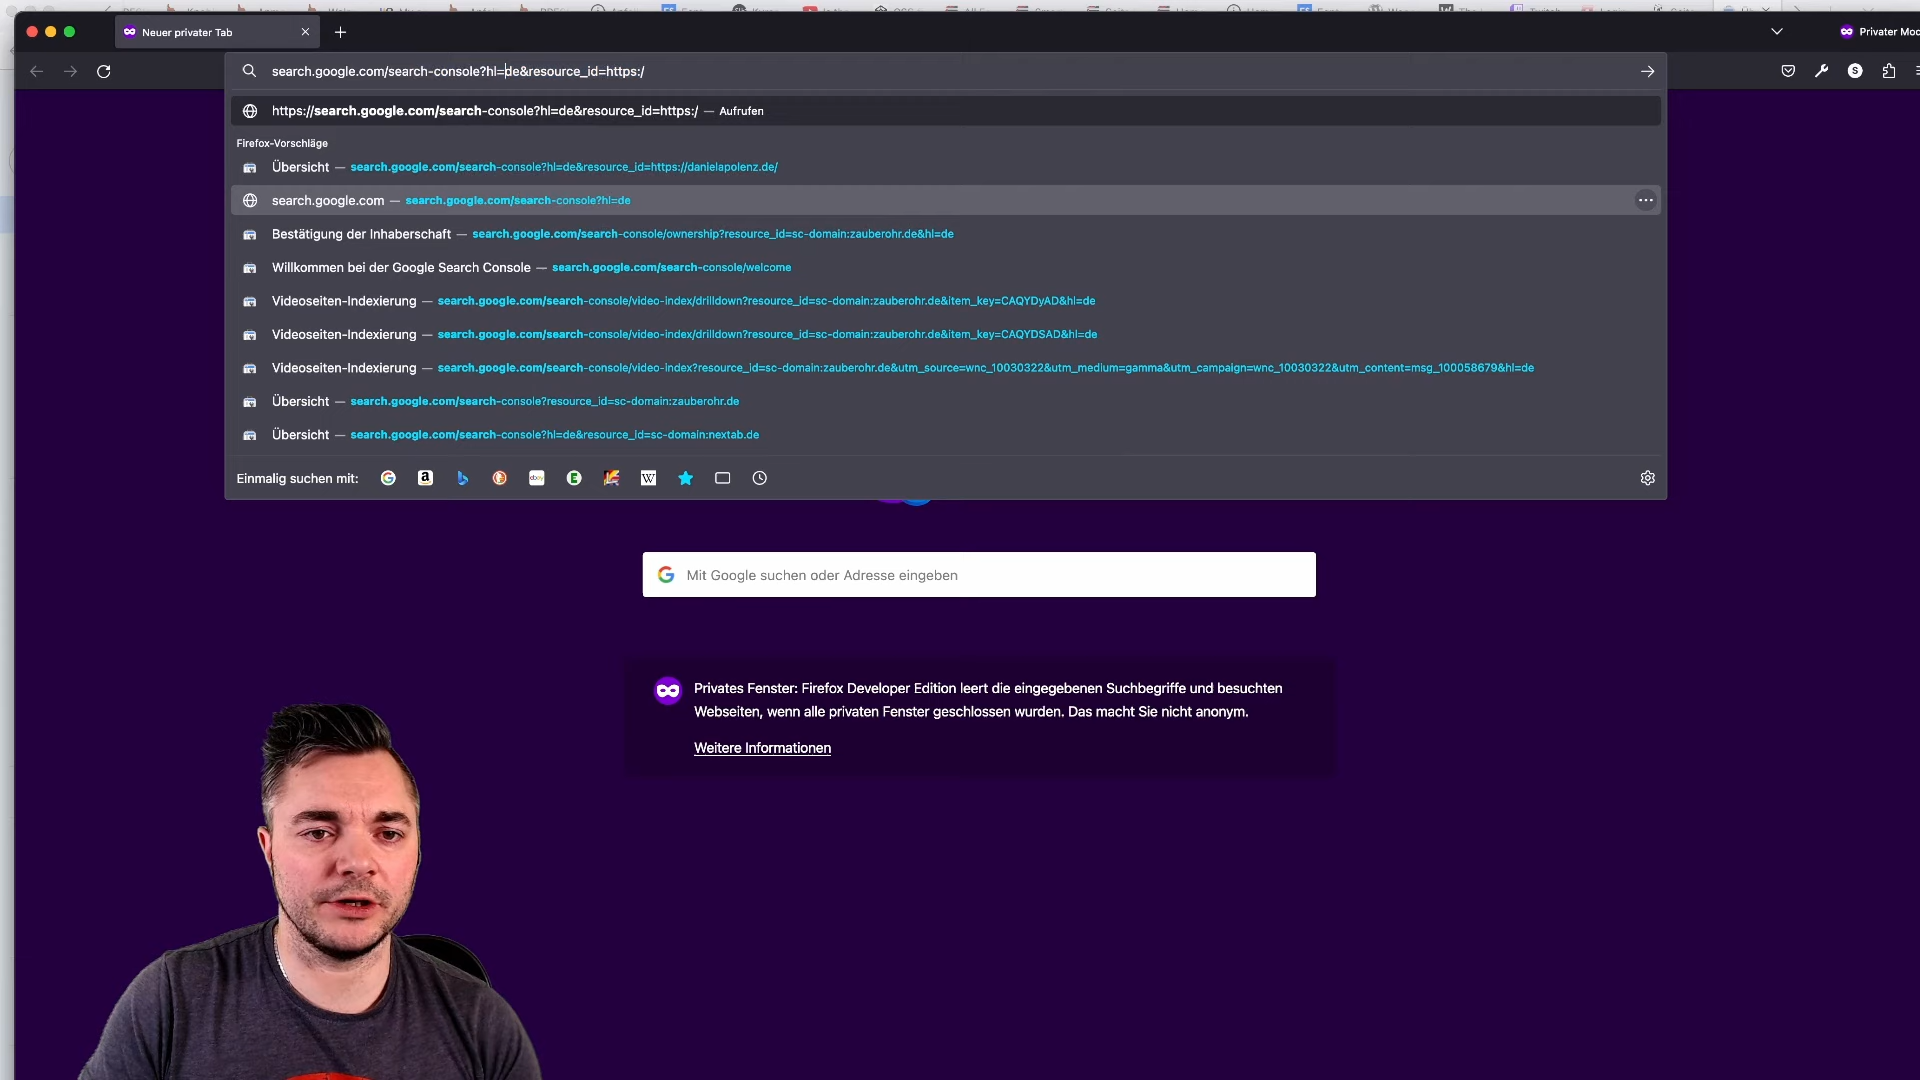 Neuer privater Tab
Privater Mod
search.google.com/search-console?hl=de&resource_id=https:/
https://search.google.com/search-console?hl=de&resource_id=https:/ — Aufrufen
Firefox-Vorschläge
Übersicht — search.google.com/search-console?hl=de&resource_id=https://danielapolenz.de/
search.google.com — search.google.com/search-console?hl=de
Bestätigung der Inhaberschaft — search.google.com/search-console/ownership?resource_id=sc-domain:zauberohr.de&hl=de
Willkommen bei der Google Search Console — search.google.com/search-console/welcome
Videoseiten-Indexierung — search.google.com/search-console/video-index/drilldown?resource_id=sc-domain:zauberohr.de&item_key=CAQYDyAD&hl=de
Videoseiten-Indexierung — search.google.com/search-console/video-index/drilldown?resource_id=sc-domain:zauberohr.de&item_key=CAQYDSAD&hl=de
Videoseiten-Indexierung — search.google.com/search-console/video-index?resource_id=sc-domain:zauberohr.de&utm_source=wnc_10030322&utm_medium=gamma&utm_campaign=wnc_10030322&utm_content=msg_100058679&hl=de
Übersicht — search.google.com/search-console?resource_id=sc-domain:zauberohr.de
Übersicht — search.google.com/search-console?hl=de&resource_id=sc-domain:nextab.de
Einmalig suchen mit:
Mit Google suchen oder Adresse eingeben
Privates Fenster: Firefox Developer Edition leert die eingegebenen Suchbegriffe und besuchten
Webseiten, wenn alle privaten Fenster geschlossen wurden. Das macht Sie nicht anonym.
Weitere Informationen